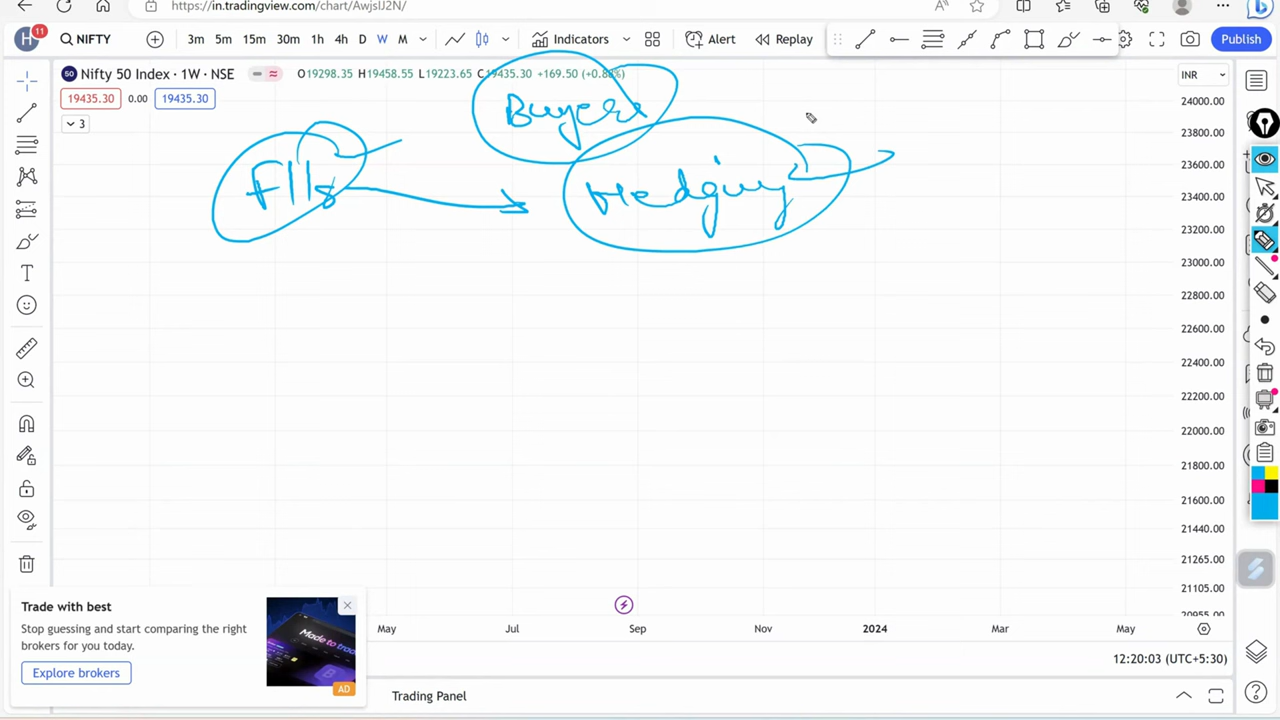 https://in.tradingview.com/chart/AwjsIJ2N/
H 11 NIFTY 3m 5m 15m 30m 1h 4h D W M Indicators Alert Replay Publish
50 Nifty 50 Index · 1W · NSE O19298.35 H19458.55 L19223.65 C19435.30 +169.50 (+0.88%) INR
19435.30 0.00 19435.30
3
Buyers
FIIs
Hedging
24000.00
23800.00
23600.00
23400.00
23200.00
23000.00
22800.00
22600.00
22400.00
22200.00
22000.00
21800.00
21600.00
21440.00
21265.00
21105.00
20955.00
Trade with best
Stop guessing and start comparing the right
brokers for you today.
Explore brokers
AD
May Jul Sep Nov 2024 Mar May
12:20:03 (UTC+5:30)
Trading Panel